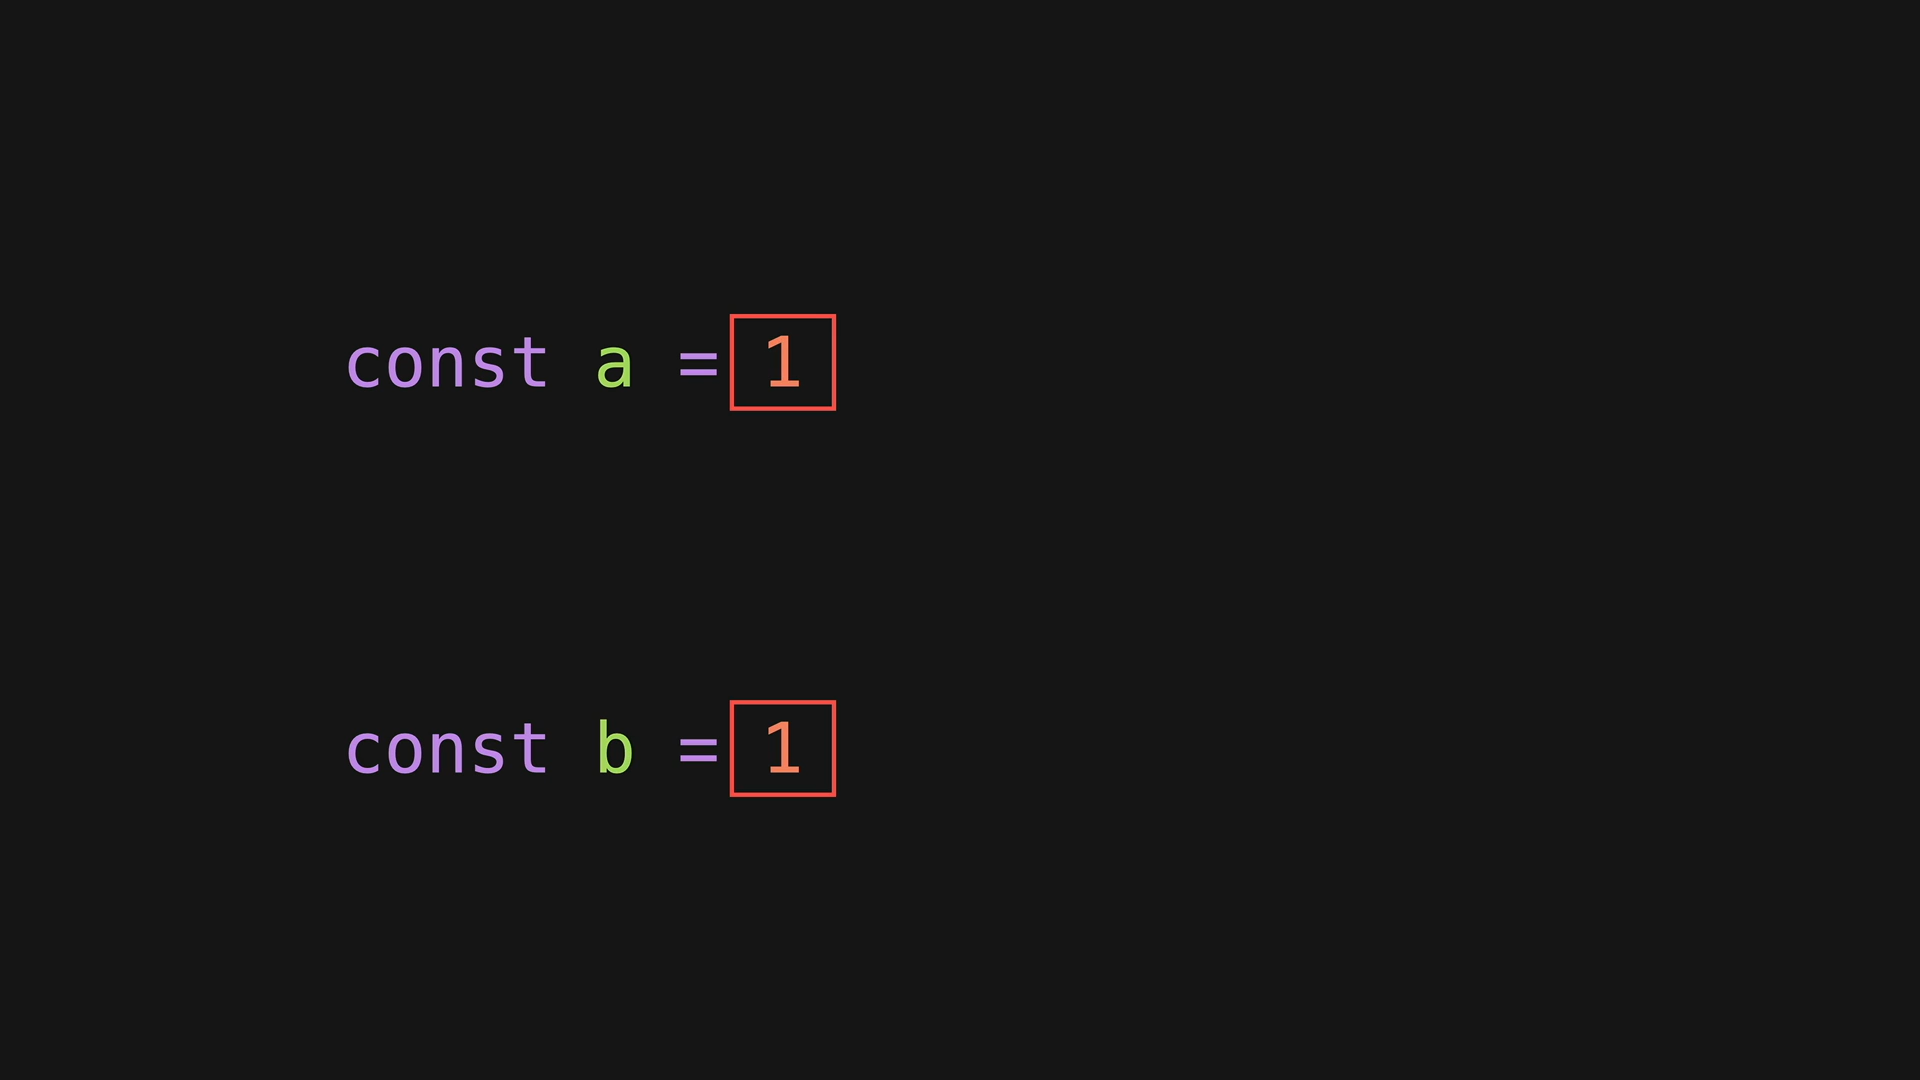 const a = 1
const b = 1